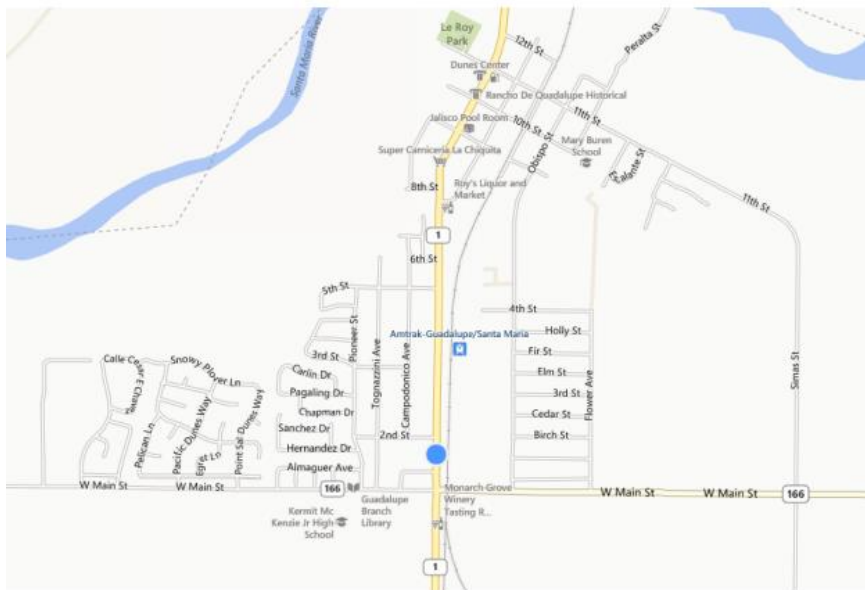 Le Roy
Park
12th St
Peralta St
Santa Maria River
Dunes Center
Rancho De Guadalupe Historical
11th St
Jalisco Pool Room
10th St
Mary Buren
School
Super Carniceria La Chiquita
Obispo St
Escalante St
8th St
Roy's Liquor and
Market
11th St
1
6th St
5th St
4th St
Pioneer St
Amtrak-Guadalupe/Santa Maria
Holly St
Tognazzini Ave
Campodonico Ave
3rd St
Fir St
Calle Cesar E Chavez
Snowy Plover Ln
Carlin Dr
Elm St
Simas St
Pagaling Dr
3rd St
Flower Ave
Chapman Dr
Cedar St
Pelican Ln
Pacific Dunes Way
Point Sal Dunes Way
Sanchez Dr
2nd St
Birch St
Egret Ln
Hernandez Dr
Almaguer Ave
W Main St
W Main St
166
Monarch Grove
Winery
Tasting R...
W Main St
W Main St
166
Guadalupe
Branch
Library
Kermit Mc
Kenzie Jr High
School
1